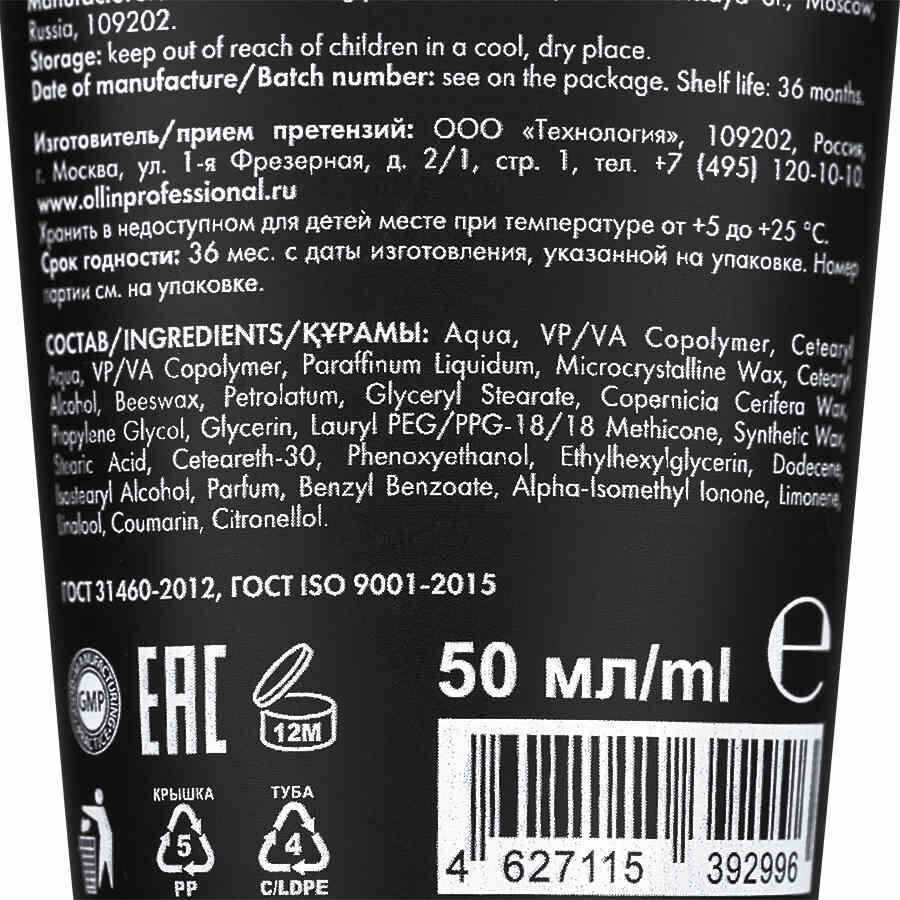 Moscow,
Russia, 109202.
Storage: keep out of reach of children in a cool, dry place.
Date of manufacture/Batch number: see on the package. Shelf life: 36 months.
Изготовитель/прием претензий: ООО «Технология», 109202, Россия,
г. Москва, ул. 1-я Фрезерная, д. 2/1, стр. 1, тел. +7 (495) 120-10-10.
www.ollinprofessional.ru
Хранить в недоступном для детей месте при температуре от +5 до +25 °C.
Срок годности: 36 мес. с даты изготовления, указанной на упаковке. Номер
партии см. на упаковке.
СОСТАВ/INGREDIENTS/ҚҰРАМЫ: Aqua, VP/VA Copolymer, Cetearyl
Aqua, VP/VA Copolymer, Paraffinum Liquidum, Microcrystalline Wax, Cetearyl
Alcohol, Beeswax, Petrolatum, Glyceryl Stearate, Copernicia Cerifera Wax,
Propylene Glycol, Glycerin, Lauryl PEG/PPG-18/18 Methicone, Synthetic Wax,
Stearic Acid, Ceteareth-30, Phenoxyethanol, Ethylhexylglycerin, Dodecene,
Isostearyl Alcohol, Parfum, Benzyl Benzoate, Alpha-Isomethyl Ionone, Limonene,
Linalool, Coumarin, Citronellol.
ГОСТ 31460-2012, ГОСТ ISO 9001-2015
GMP
EAC
12M
50 мл/ml e
КРЫШКА
5
PP
ТУБА
4
C/LDPE
4 627115 392996